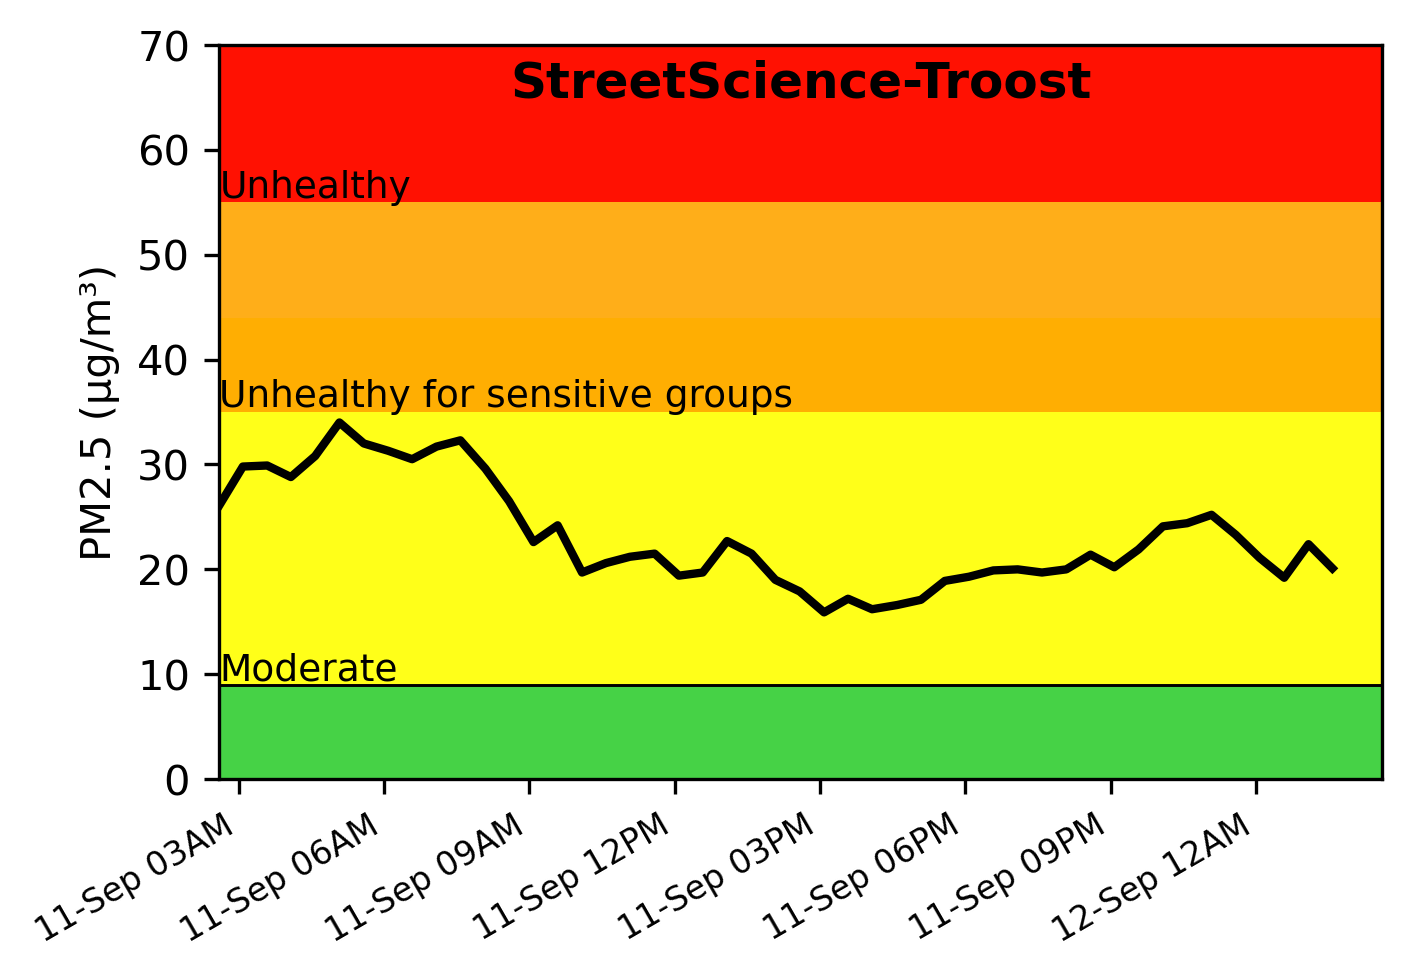 StreetScience-Troost
70
60
Unhealthy
50
40
Unhealthy for sensitive groups
30
20
Moderate
10
0
PM2.5 (µg/m³)
11-Sep 03AM
11-Sep 06AM
11-Sep 09AM
11-Sep 12PM
11-Sep 03PM
11-Sep 06PM
11-Sep 09PM
12-Sep 12AM